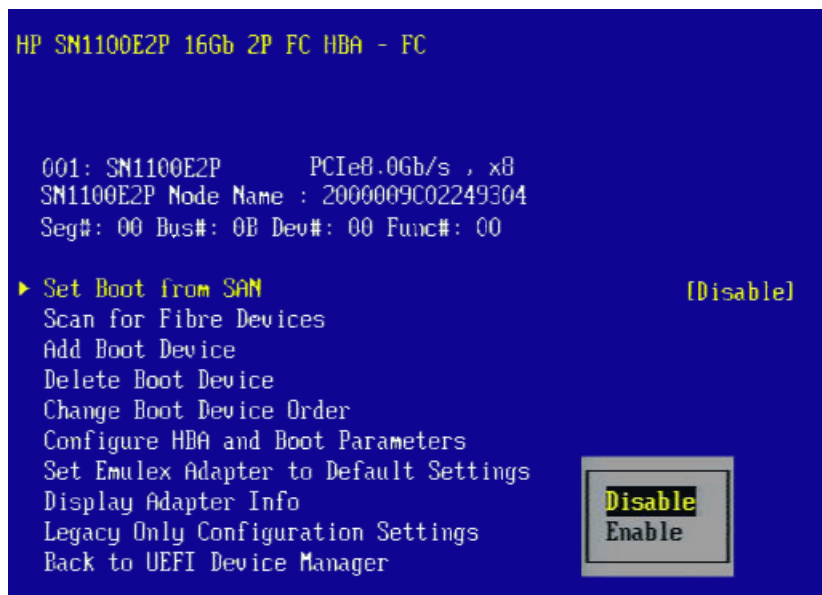 HP SN1100E2P 16Gb 2P FC HBA - FC
001: SN1100E2P PCIe8.0Gb/s , x8
SN1100E2P Node Name : 2000009C02249304
Seg#: 00 Bus#: 0B Dev#: 00 Func#: 00
Set Boot from SAN [Disable]
Scan for Fibre Devices
Add Boot Device
Delete Boot Device
Change Boot Device Order
Configure HBA and Boot Parameters
Set Emulex Adapter to Default Settings
Display Adapter Info
Legacy Only Configuration Settings
Back to UEFI Device Manager
Disable
Enable